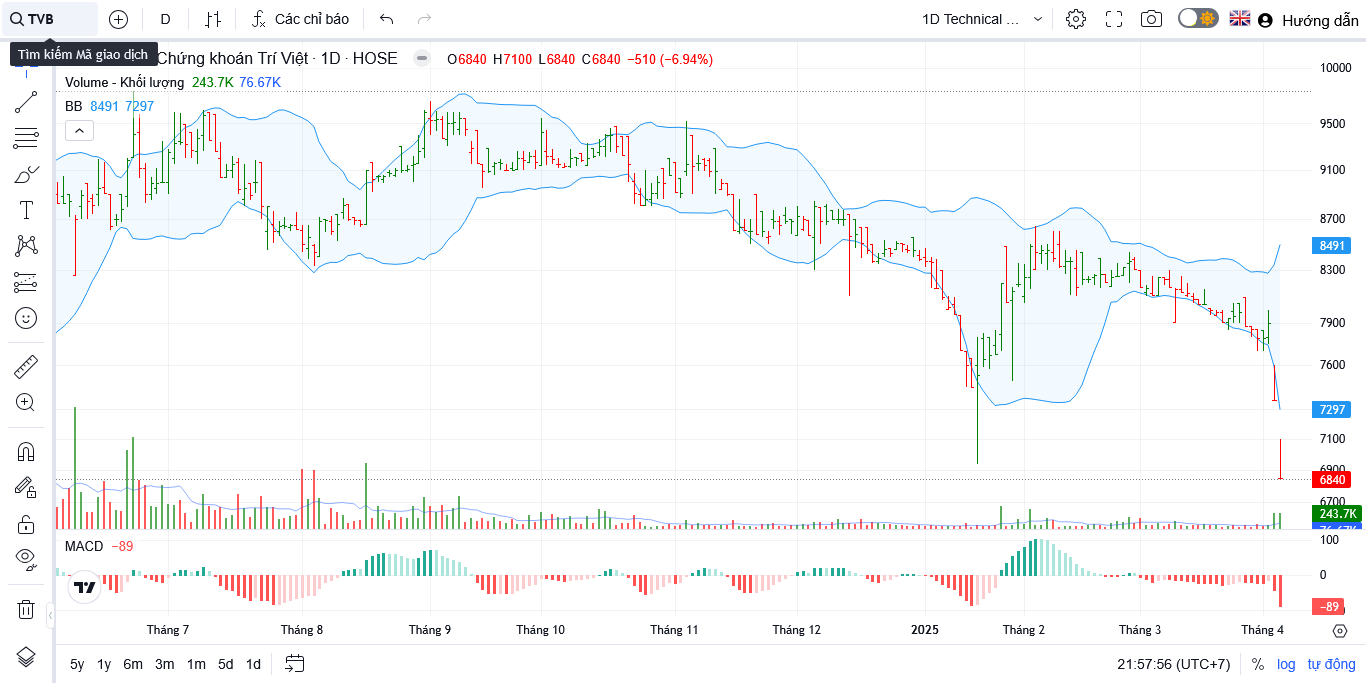 TVB
D
Các chỉ báo
1D Technical ...
Hướng dẫn
Tìm kiếm Mã giao dịch
Chứng khoán Trí Việt · 1D · HOSE
O6840 H7100 L6840 C6840 −510 (−6.94%)
Volume - Khối lượng 243.7K 76.67K
BB 8491 7297
10000
9500
9100
8700
8491
8300
7900
7600
7297
7100
6900
6840
6700
243.7K
76.67K
MACD −89
100
0
−89
Tháng 7
Tháng 8
Tháng 9
Tháng 10
Tháng 11
Tháng 12
2025
Tháng 2
Tháng 3
Tháng 4
5y 1y 6m 3m 1m 5d 1d
21:57:56 (UTC+7)
%
log
tự động